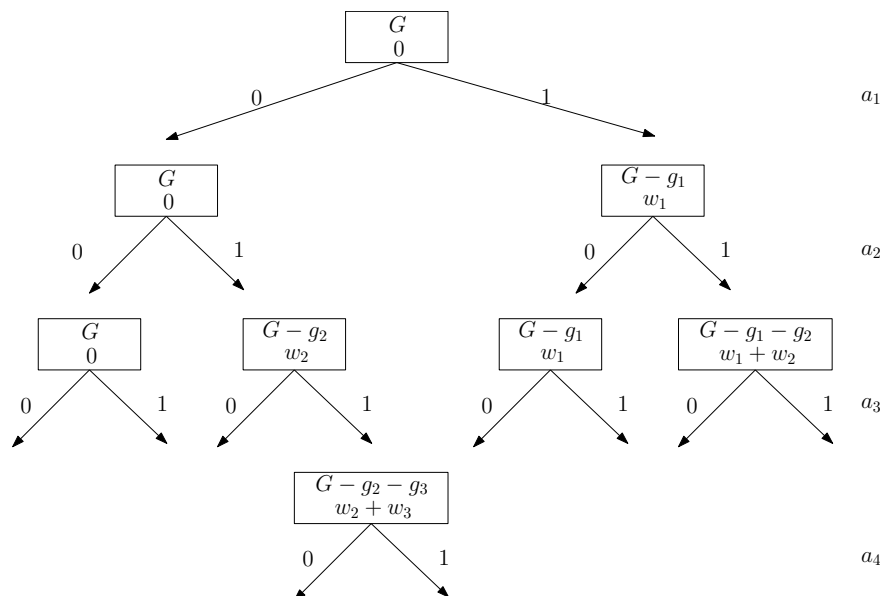 G
0
0 1 a₁
G
0
G − g₁
w₁
0 1 0 1 a₂
G
0
G − g₂
w₂
G − g₁
w₁
G − g₁ − g₂
w₁ + w₂
0 1 0 1 0 1 0 1 a₃
G − g₂ − g₃
w₂ + w₃
0 1 a₄